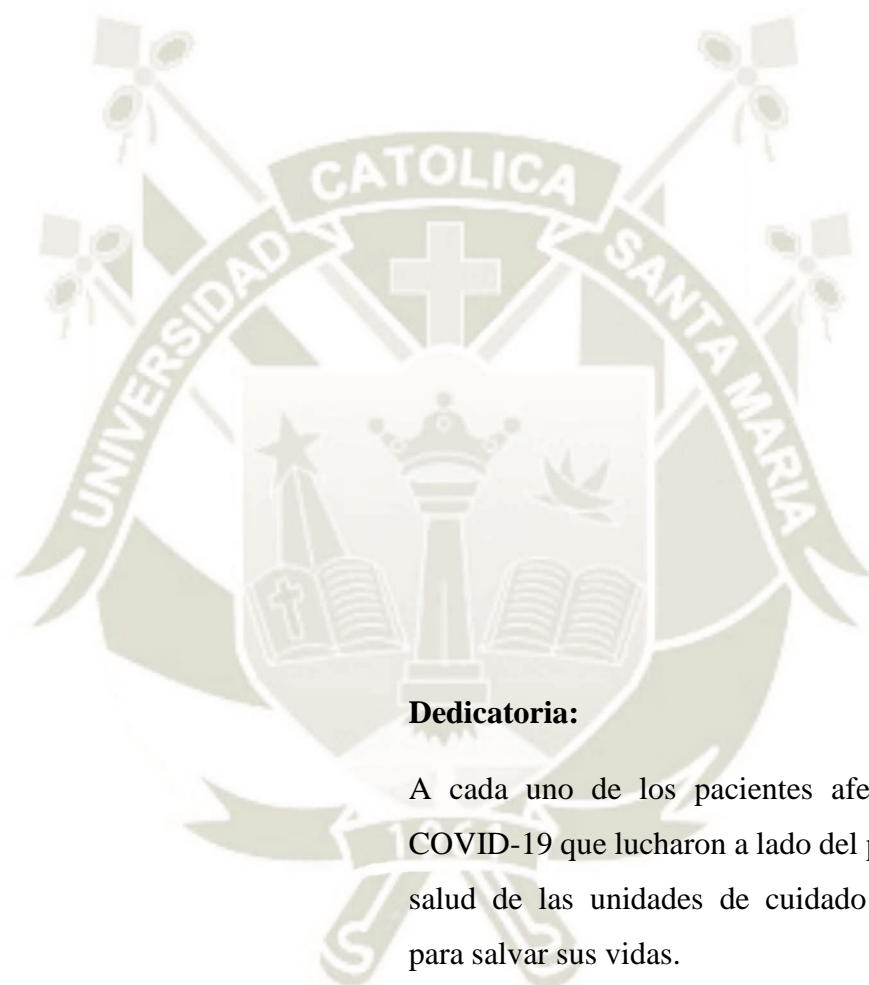 UNIVERSIDAD
CATOLICA
SANTA MARIA
Dedicatoria:
A cada uno de los pacientes
COVID-19 que lucharon a lado del
salud de las unidades de cuidado
para salvar sus vidas.